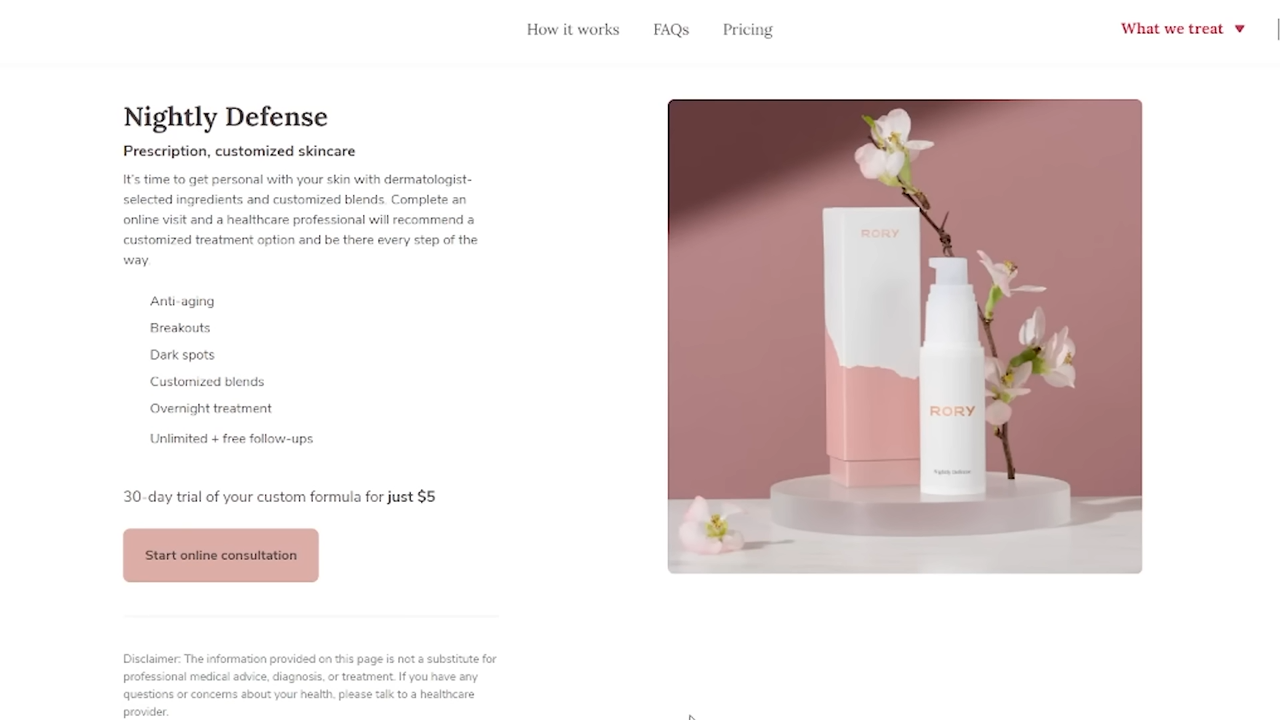 How it works FAQs Pricing What we treat
Nightly Defense
Prescription, customized skincare
It's time to get personal with your skin with dermatologist-
selected ingredients and customized blends. Complete an
online visit and a healthcare professional will recommend a
customized treatment option and be there every step of the
way.
Anti-aging
Breakouts
Dark spots
Customized blends
Overnight treatment
Unlimited + free follow-ups
30-day trial of your custom formula for just $5
Start online consultation
Disclaimer: The information provided on this page is not a substitute for
professional medical advice, diagnosis, or treatment. If you have any
questions or concerns about your health, please talk to a healthcare
provider.
RORY
RORY
Nightly Defense